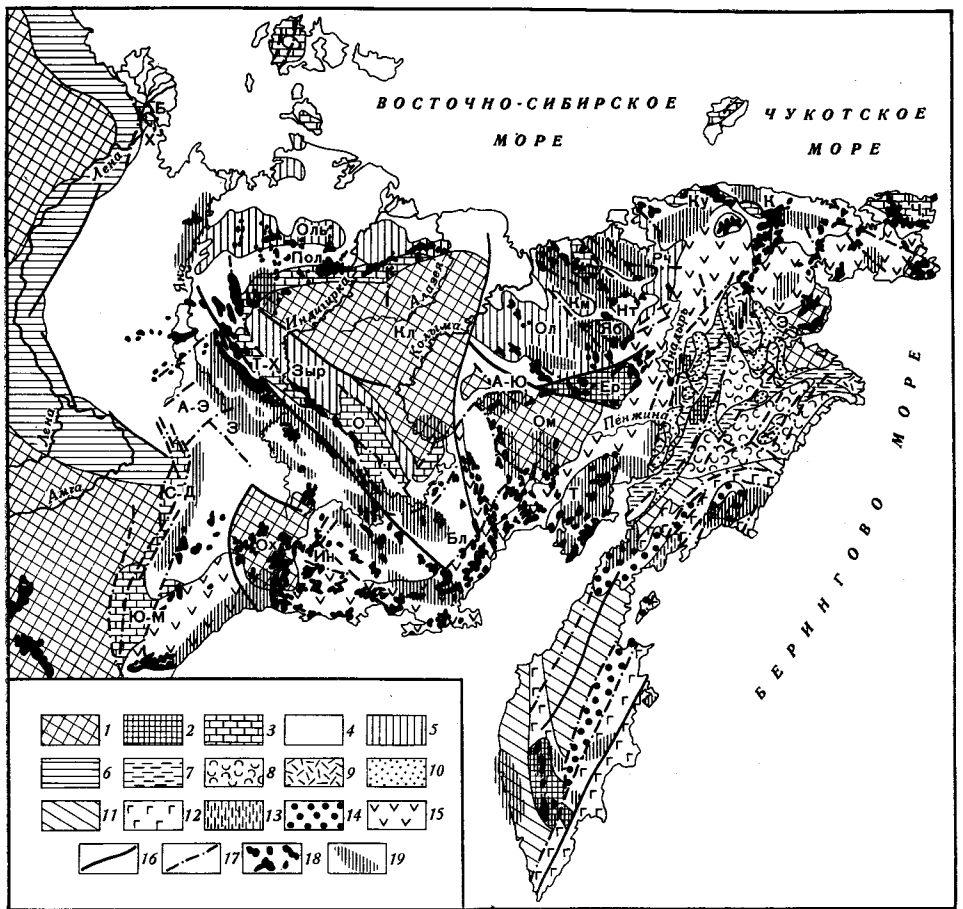 ВОСТОЧНО-СИБИРСКОЕ
МОРЕ
ЧУКОТСКОЕ
МОРЕ
Б
Х
Лена
Ку
К
Ч
Оль
Пол
Рч
Яна
Индигирка
Алазея
Км
Нт
Кл
Колыма
Ол
Яб
Анадырь
Т-Х
Зыр
А-Ю
Ер
А-Э
Э
О
Ом
Пенжина
Лена
Амга
С-Д
Т
Бл
Ох
Ин
Ю-М
БЕРИНГОВО МОРЕ
1 2 3 4 5
6 7 8 9 10
11 12 13 14 15
16 17 18 19